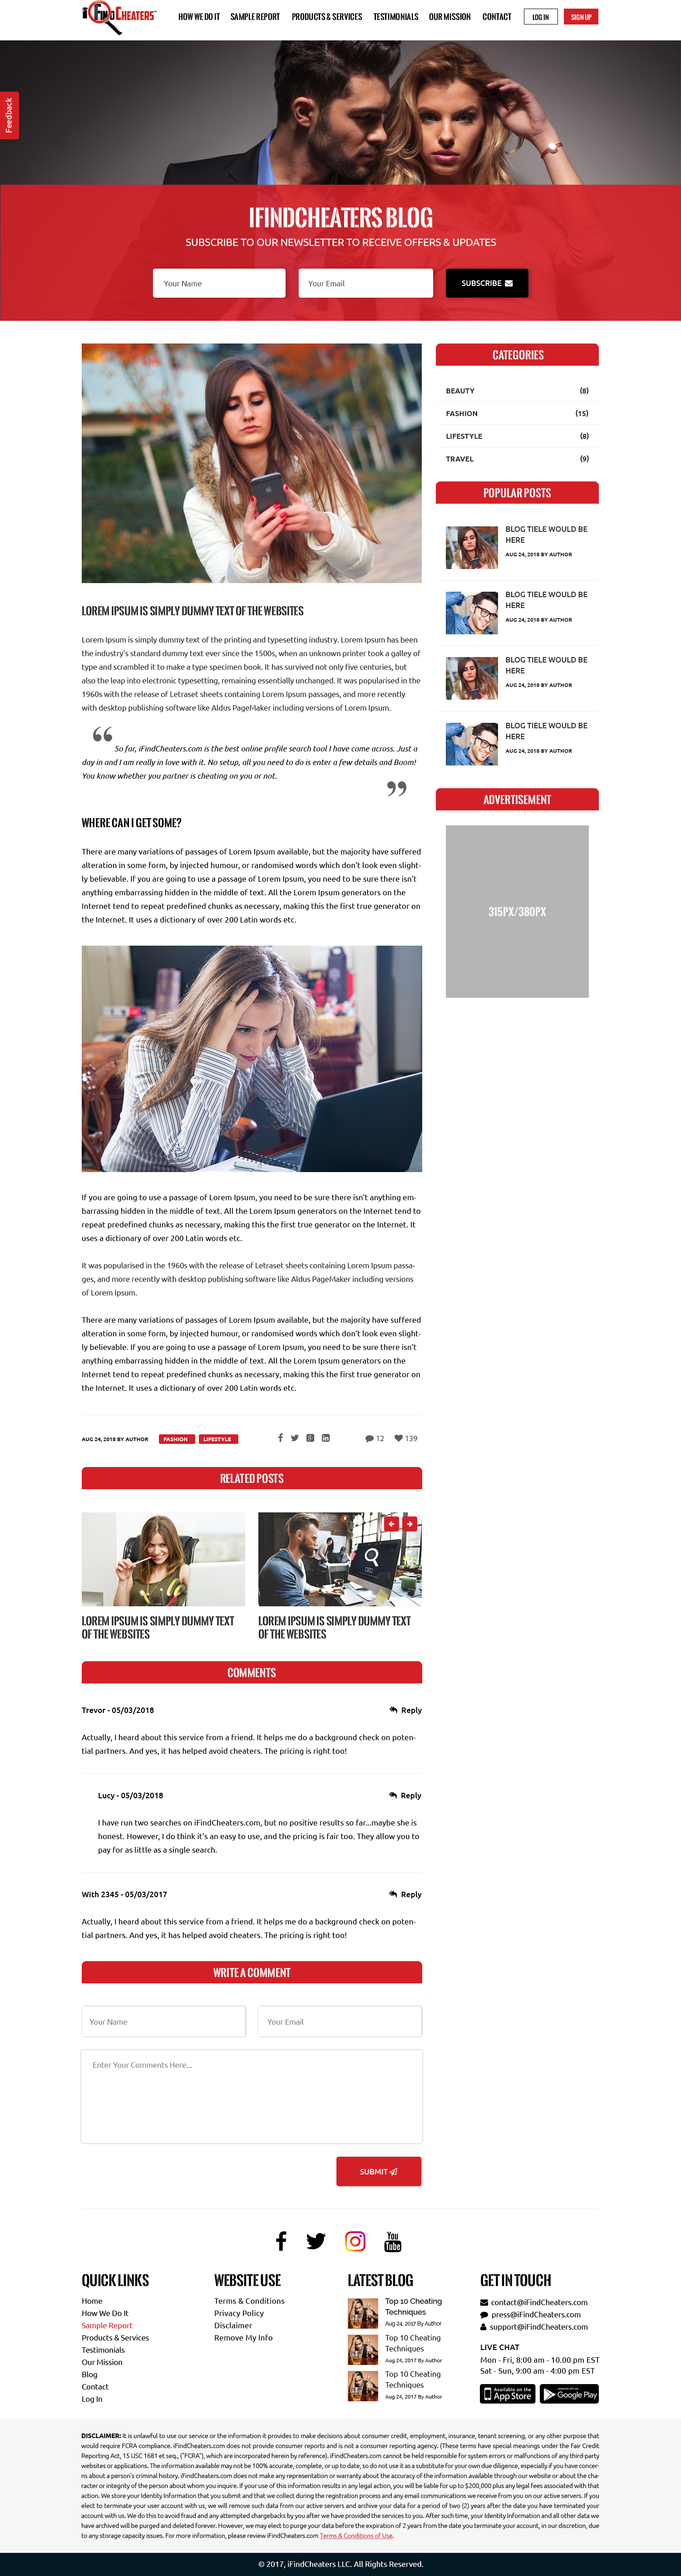 iFindCheaters
HOW WE DO IT
SAMPLE REPORT
PRODUCTS & SERVICES
TESTIMONIALS
OUR MISSION
CONTACT
LOG IN
SIGN UP
Feedback
IFINDCHEATERS BLOG
SUBSCRIBE TO OUR NEWSLETTER TO RECEIVE OFFERS & UPDATES
Your Name
Your Email
SUBSCRIBE
LOREM IPSUM IS SIMPLY DUMMY TEXT OF THE WEBSITES
Lorem Ipsum is simply dummy text of the printing and typesetting industry. Lorem Ipsum has been
the industry's standard dummy text ever since the 1500s, when an unknown printer took a galley of
type and scrambled it to make a type specimen book. It has survived not only five centuries, but
also the leap into electronic typesetting, remaining essentially unchanged. It was popularised in the
1960s with the release of Letraset sheets containing Lorem Ipsum passages, and more recently
with desktop publishing software like Aldus PageMaker including versions of Lorem Ipsum.
“
So far, iFindCheaters.com is the best online profile search tool I have come across. Just a
day in and I am really in love with it. No setup, all you need to do is enter a few details and Boom!
You know whether you partner is cheating on you or not.
”
WHERE CAN I GET SOME?
There are many variations of passages of Lorem Ipsum available, but the majority have suffered
alteration in some form, by injected humour, or randomised words which don't look even slight-
ly believable. If you are going to use a passage of Lorem Ipsum, you need to be sure there isn't
anything embarrassing hidden in the middle of text. All the Lorem Ipsum generators on the
Internet tend to repeat predefined chunks as necessary, making this the first true generator on
the Internet. It uses a dictionary of over 200 Latin words etc.
If you are going to use a passage of Lorem Ipsum, you need to be sure there isn't anything em-
barrassing hidden in the middle of text. All the Lorem Ipsum generators on the Internet tend to
repeat predefined chunks as necessary, making this the first true generator on the Internet. It
uses a dictionary of over 200 Latin words etc.
It was popularised in the 1960s with the release of Letraset sheets containing Lorem Ipsum passa-
ges, and more recently with desktop publishing software like Aldus PageMaker including versions
of Lorem Ipsum.
There are many variations of passages of Lorem Ipsum available, but the majority have suffered
alteration in some form, by injected humour, or randomised words which don't look even slight-
ly believable. If you are going to use a passage of Lorem Ipsum, you need to be sure there isn't
anything embarrassing hidden in the middle of text. All the Lorem Ipsum generators on the
Internet tend to repeat predefined chunks as necessary, making this the first true generator on
the Internet. It uses a dictionary of over 200 Latin words etc.
AUG 24, 2018 BY AUTHOR
FASHION
LIFESTYLE
12
139
RELATED POSTS
LOREM IPSUM IS SIMPLY DUMMY TEXT
OF THE WEBSITES
LOREM IPSUM IS SIMPLY DUMMY TEXT
OF THE WEBSITES
COMMENTS
Trevor - 05/03/2018
Reply
Actually, I heard about this service from a friend. It helps me do a background check on poten-
tial partners. And yes, it has helped avoid cheaters. The pricing is right too!
Lucy - 05/03/2018
Reply
I have run two searches on iFindCheaters.com, but no positive results so far...maybe she is
honest. However, I do think it's an easy to use, and the pricing is fair too. They allow you to
pay for as little as a single search.
With 2345 - 05/03/2017
Reply
Actually, I heard about this service from a friend. It helps me do a background check on poten-
tial partners. And yes, it has helped avoid cheaters. The pricing is right too!
WRITE A COMMENT
Your Name
Your Email
Enter Your Comments Here...
SUBMIT
CATEGORIES
BEAUTY (8)
FASHION (15)
LIFESTYLE (8)
TRAVEL (9)
POPULAR POSTS
BLOG TIELE WOULD BE
HERE
AUG 24, 2018 BY AUTHOR
BLOG TIELE WOULD BE
HERE
AUG 24, 2018 BY AUTHOR
BLOG TIELE WOULD BE
HERE
AUG 24, 2018 BY AUTHOR
BLOG TIELE WOULD BE
HERE
AUG 24, 2018 BY AUTHOR
ADVERTISEMENT
315PX/380PX
You
Tube
QUICK LINKS
Home
How We Do It
Sample Report
Products & Services
Testimonials
Our Mission
Blog
Contact
Log In
WEBSITE USE
Terms & Conditions
Privacy Policy
Disclaimer
Remove My Info
LATEST BLOG
Top 10 Cheating
Techniques
Aug 24, 2017 By Author
Top 10 Cheating
Techniques
Aug 24, 2017 By Author
Top 10 Cheating
Techniques
Aug 24, 2017 By Author
GET IN TOUCH
contact@iFindCheaters.com
press@iFindCheaters.com
support@iFindCheaters.com
LIVE CHAT
Mon - Fri, 8:00 am - 10.00 pm EST
Sat - Sun, 9:00 am - 4:00 pm EST
Available on the
App Store
Google Play
DISCLAIMER: It is unlawful to use our service or the information it provides to make decisions about consumer credit, employment, insurance, tenant screening, or any other purpose that
would require FCRA compliance. iFindCheaters.com does not provide consumer reports and is not a consumer reporting agency. (These terms have special meanings under the Fair Credit
Reporting Act, 15 USC 1681 et seq., ("FCRA"), which are incorporated herein by reference). iFindCheaters.com cannot be held responsible for system errors or malfunctions of any third-party
websites or applications. The information available may not be 100% accurate, complete, or up to date, so do not use it as a substitute for your own due diligence, especially if you have concer-
ns about a person's criminal history. iFindCheaters.com does not make any representation or warranty about the accuracy of the information available through our website or about the cha-
racter or integrity of the person about whom you inquire. If your use of this information results in any legal action, you will be liable for up to $200,000 plus any legal fees associated with that
action. We store your Identity Information that you submit and that we collect during the registration process and any email communications we receive from you on our active servers. If you
elect to terminate your user account with us, we will remove such data from our active servers and archive your data for a period of two (2) years after the date you have terminated your
account with us. We do this to avoid fraud and any attempted chargebacks by you after we have provided the services to you. After such time, your Identity Information and all other data we
have archived will be purged and deleted forever. However, we may elect to purge your data before the expiration of 2 years from the date you terminate your account, in our discretion, due
to any storage capacity issues. For more information, please review iFindCheaters.com Terms & Conditions of Use.
© 2017, iFindCheaters LLC. All Rights Reserved.